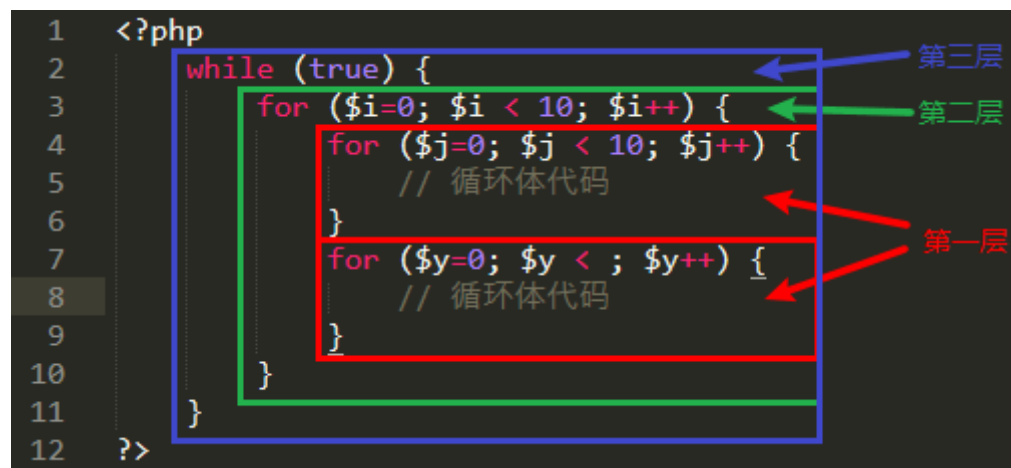 1 <?php
2 while (true) { 第三层
3 for ($i=0; $i < 10; $i++) { 第二层
4 for ($j=0; $j < 10; $j++) {
5 // 循环体代码
6 }
7 for ($y=0; $y < ; $y++) { 第一层
8 // 循环体代码
9 }
10 }
11 }
12 ?>